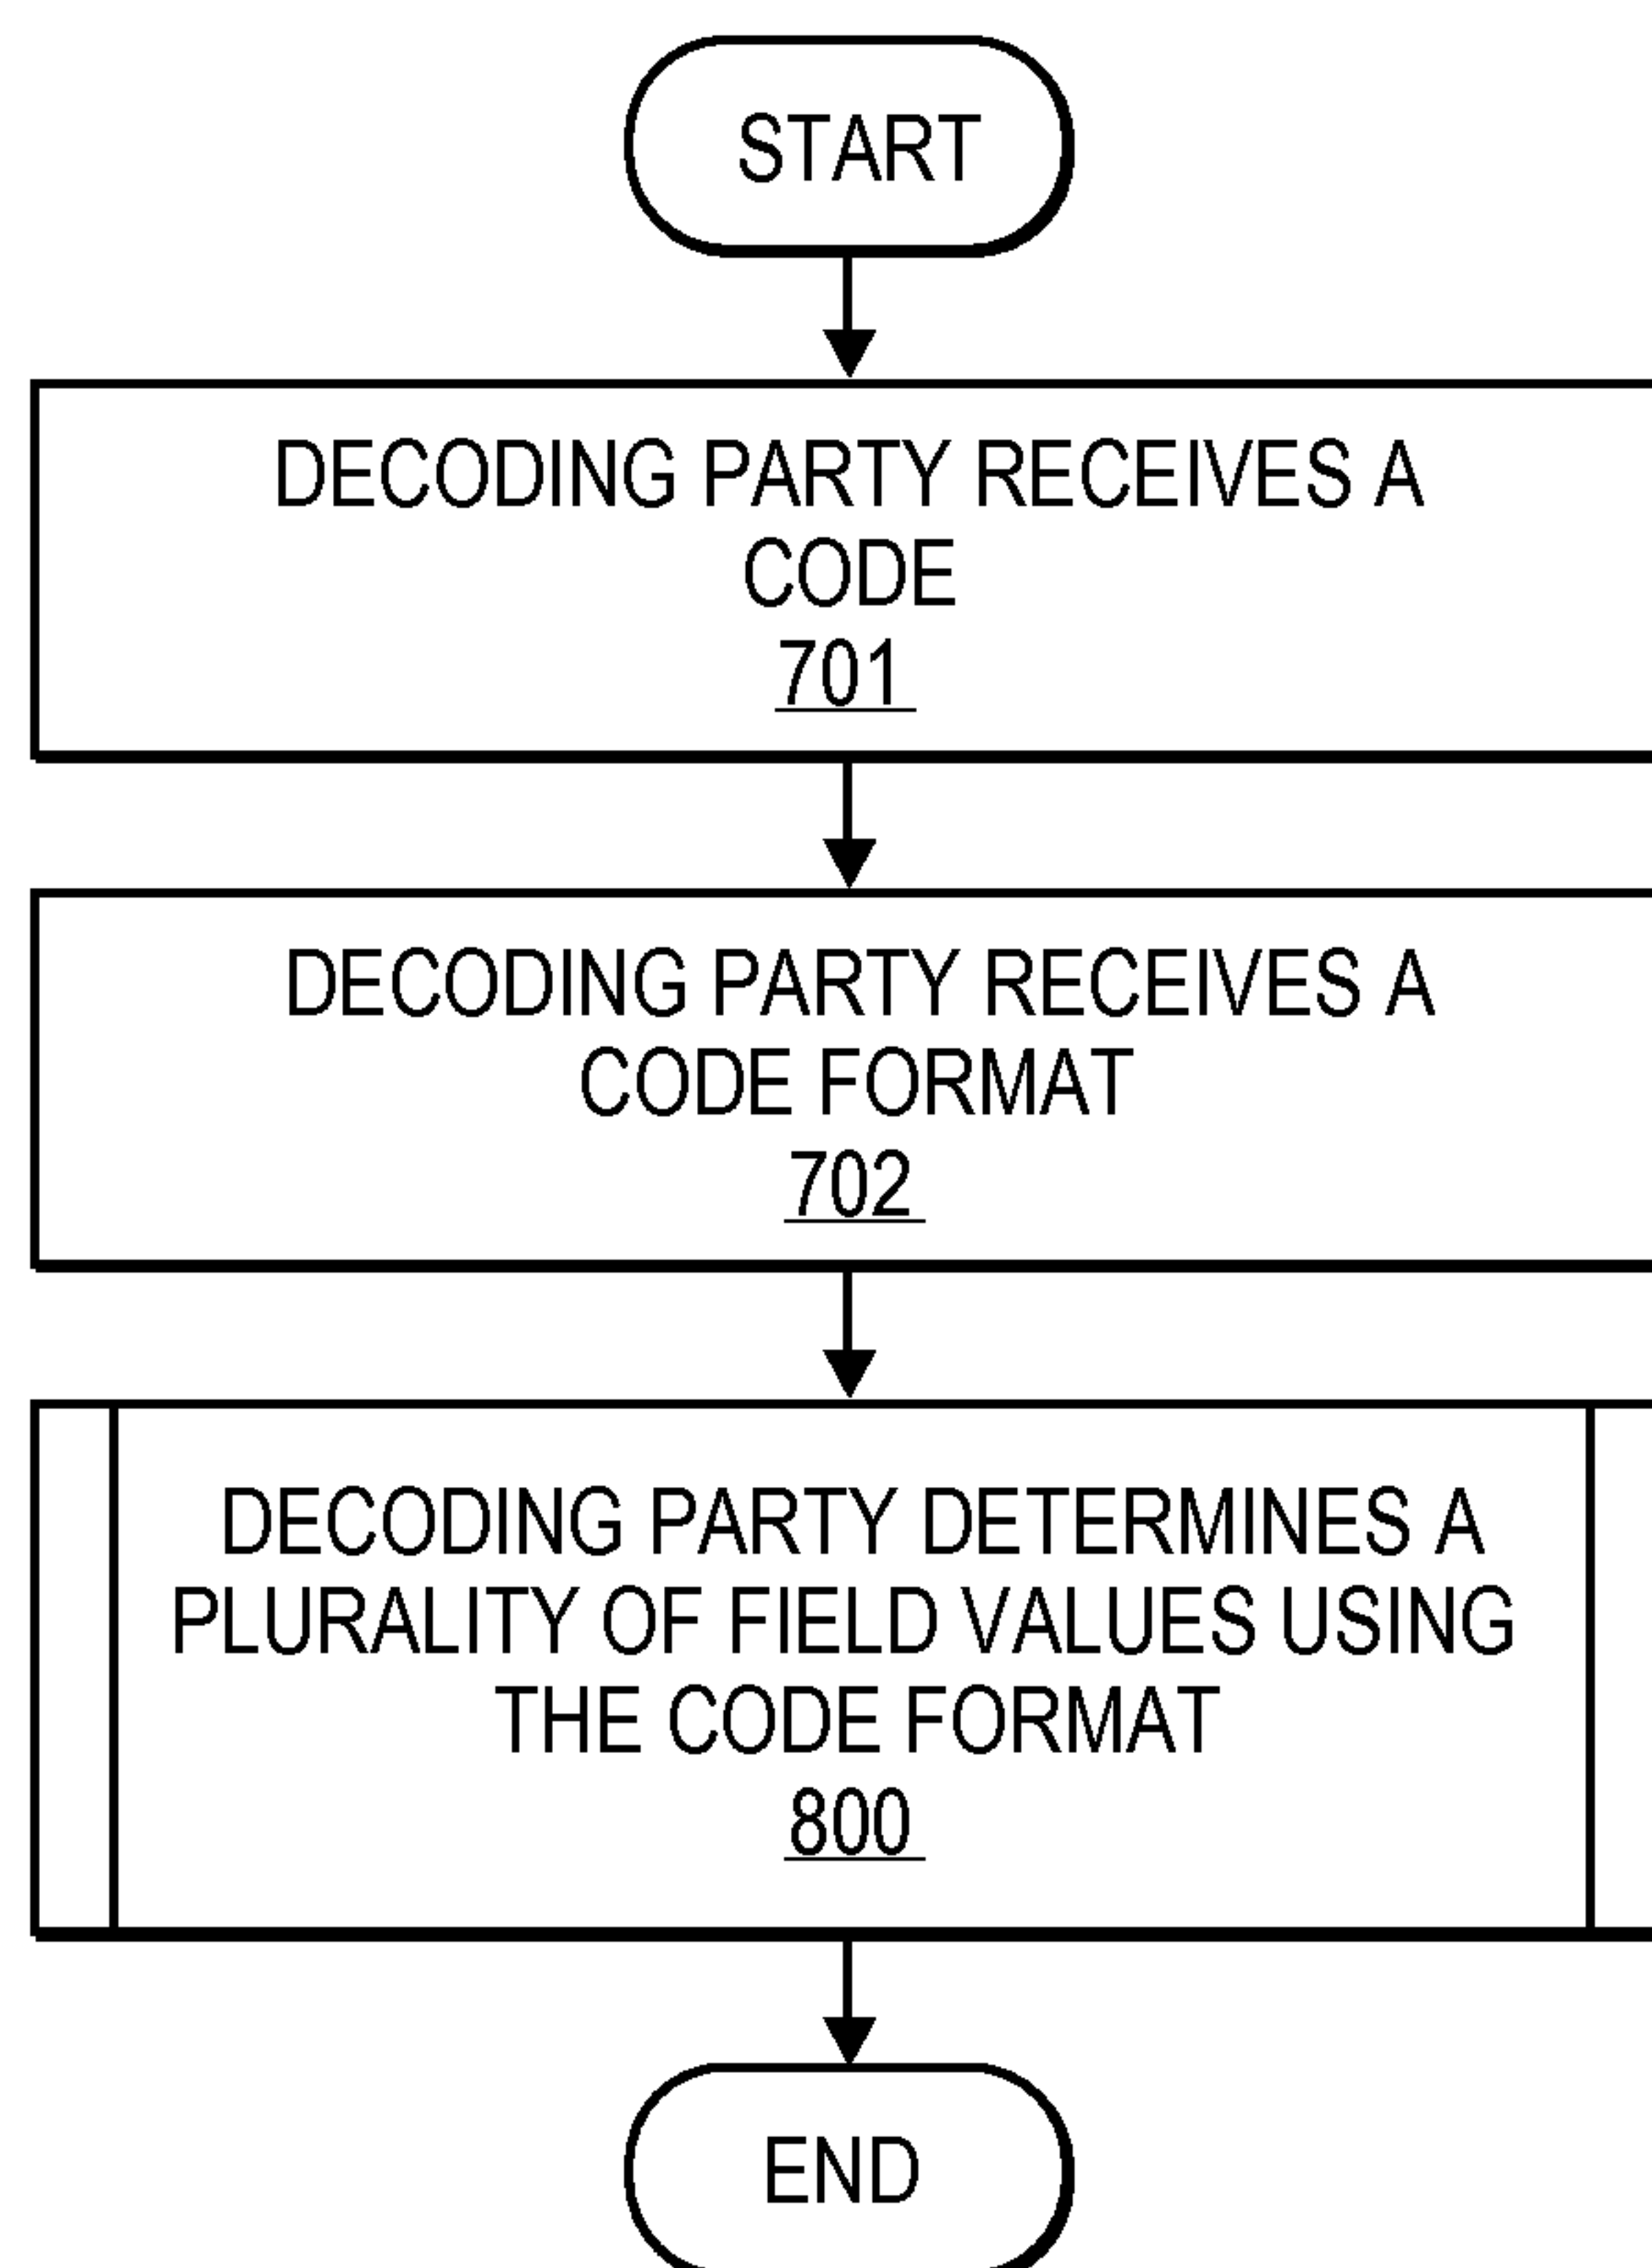 START
DECODING PARTY RECEIVES A
CODE
701
DECODING PARTY RECEIVES A
CODE FORMAT
702
DECODING PARTY DETERMINES A
PLURALITY OF FIELD VALUES USING
THE CODE FORMAT
800
END